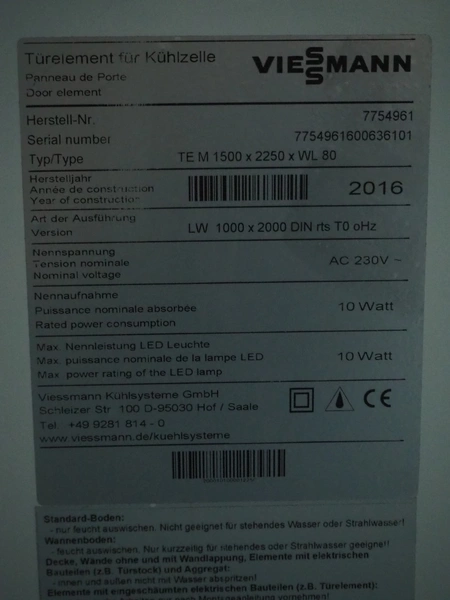 Türelement für Kühlzelle
VIESSMANN
Panneau de Porte
Door element
Herstell-Nr. 7754961
Serial number 7754961600636101
Typ/Type TE M 1500 x 2250 x WL 80
Herstelljahr
Année de construction 2016
Year of construction
Art der Ausführung
Version LW 1000 x 2000 DIN rts T0 oHz
Nennspannung
Tension nominale AC 230V ~
Nominal voltage
Nennaufnahme
Puissance nominale absorbée 10 Watt
Rated power consumption
Max. Nennleistung LED Leuchte
Max. puissance nominale de la lampe LED 10 Watt
Max. power rating of the LED lamp
Viessmann Kühlsysteme GmbH
Schleizer Str 100 D-95030 Hof / Saale
Tel +49 9281 814 - 0
www.viessmann.de/kuehlsysteme
CE
Standard-Boden:
- nur feucht auswischen. Nicht geeignet für stehendes Wasser oder Strahlwasser!
Wannenboden:
- feucht auswischen. Nur kurzzeitig für stehendes oder Strahlwasser geeignet!
Decke, Wände ohne und mit Wandlappung, Elemente mit elektrischen
Bauteilen (z.B. Türstock) und Aggregat:
- innen und außen nicht mit Wasser abspritzen!
Elemente mit eingeschäumten elektrischen Bauteilen (z.B. Türelement):